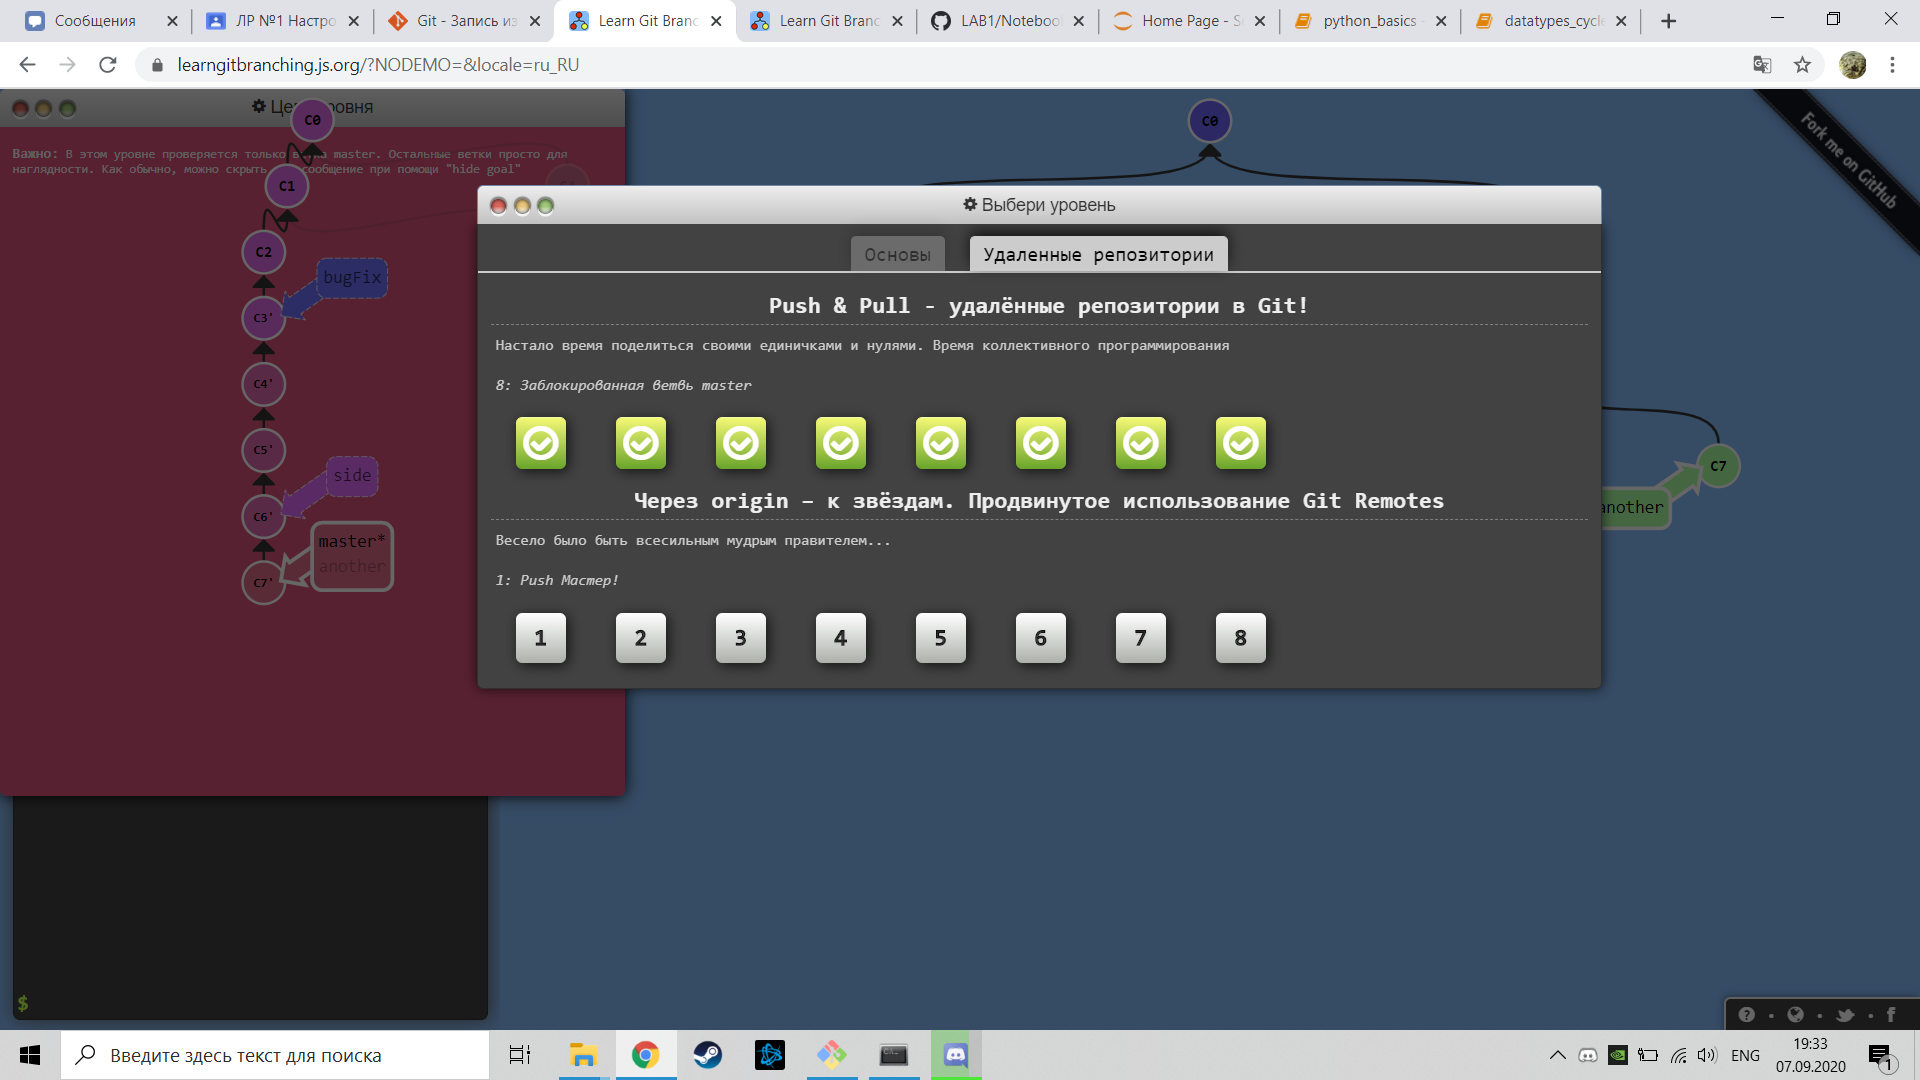 Сообщения
ЛР №1 Настро
Git - Запись из
Learn Git Branc
Learn Git Branc
LAB1/Noteboo
Home Page - S
python_basics -
datatypes_cycl
learngitbranching.js.org/?NODEMO=&locale=ru_RU
C0
Важно: В этом уровне проверяется только master. Остальные ветки просто для
наглядности. Как обычно, можно скрыть сообщение при помощи "hide goal"
C1
C2
bugFix
C3'
C4'
C5'
side
C6'
master*
another
C7'
C0
Fork me on GitHub
Выбери уровень
Основы
Удаленные репозитории
Push & Pull - удалённые репозитории в Git!
Настало время поделиться своими единичками и нулями. Время коллективного программирования
8: Заблокированная ветвь master
Через origin – к звёздам. Продвинутое использование Git Remotes
Весело было быть всесильным мудрым правителем...
1: Push Мастер!
1 2 3 4 5 6 7 8
C7
another
$
Введите здесь текст для поиска
ENG
19:33
07.09.2020
1